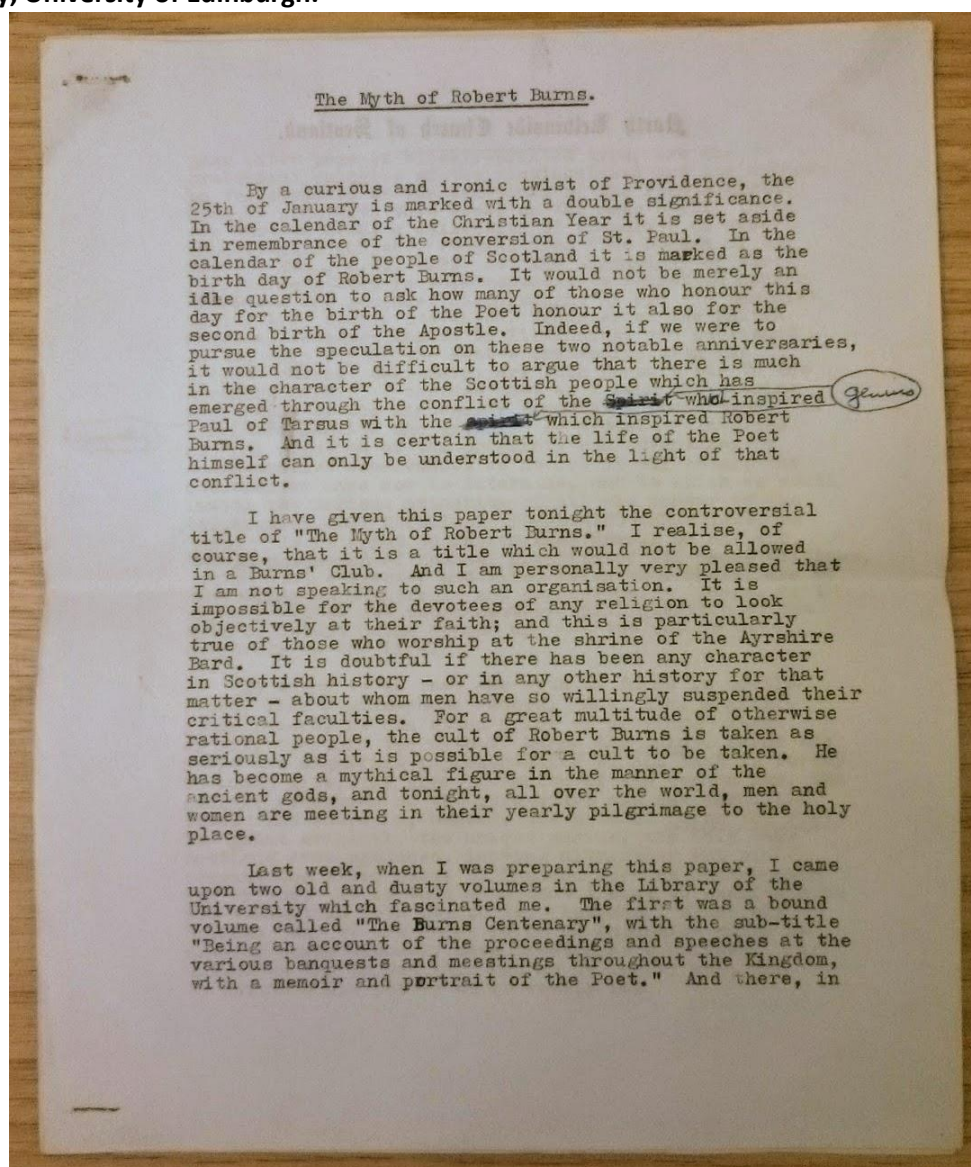 y, University of Edinburgh.
The Myth of Robert Burns.
By a curious and ironic twist of Providence, the
25th of January is marked with a double significance.
In the calendar of the Christian Year it is set aside
in remembrance of the conversion of St. Paul. In the
calendar of the people of Scotland it is marked as the
birth day of Robert Burns. It would not be merely an
idle question to ask how many of those who honour this
day for the birth of the Poet honour it also for the
second birth of the Apostle. Indeed, if we were to
pursue the speculation on these two notable anniversaries,
it would not be difficult to argue that there is much
in the character of the Scottish people which has
emerged through the conflict of the Spirit who inspired genius
Paul of Tarsus with the spirit which inspired Robert
Burns. And it is certain that the life of the Poet
himself can only be understood in the light of that
conflict.
I have given this paper tonight the controversial
title of "The Myth of Robert Burns." I realise, of
course, that it is a title which would not be allowed
in a Burns' Club. And I am personally very pleased that
I am not speaking to such an organisation. It is
impossible for the devotees of any religion to look
objectively at their faith; and this is particularly
true of those who worship at the shrine of the Ayrshire
Bard. It is doubtful if there has been any character
in Scottish history - or in any other history for that
matter - about whom men have so willingly suspended their
critical faculties. For a great multitude of otherwise
rational people, the cult of Robert Burns is taken as
seriously as it is possible for a cult to be taken. He
has become a mythical figure in the manner of the
ancient gods, and tonight, all over the world, men and
women are meeting in their yearly pilgrimage to the holy
place.
Last week, when I was preparing this paper, I came
upon two old and dusty volumes in the Library of the
University which fascinated me. The first was a bound
volume called "The Burns Centenary", with the sub-title
"Being an account of the proceedings and speeches at the
various banquests and meestings throughout the Kingdom,
with a memoir and portrait of the Poet." And there, in